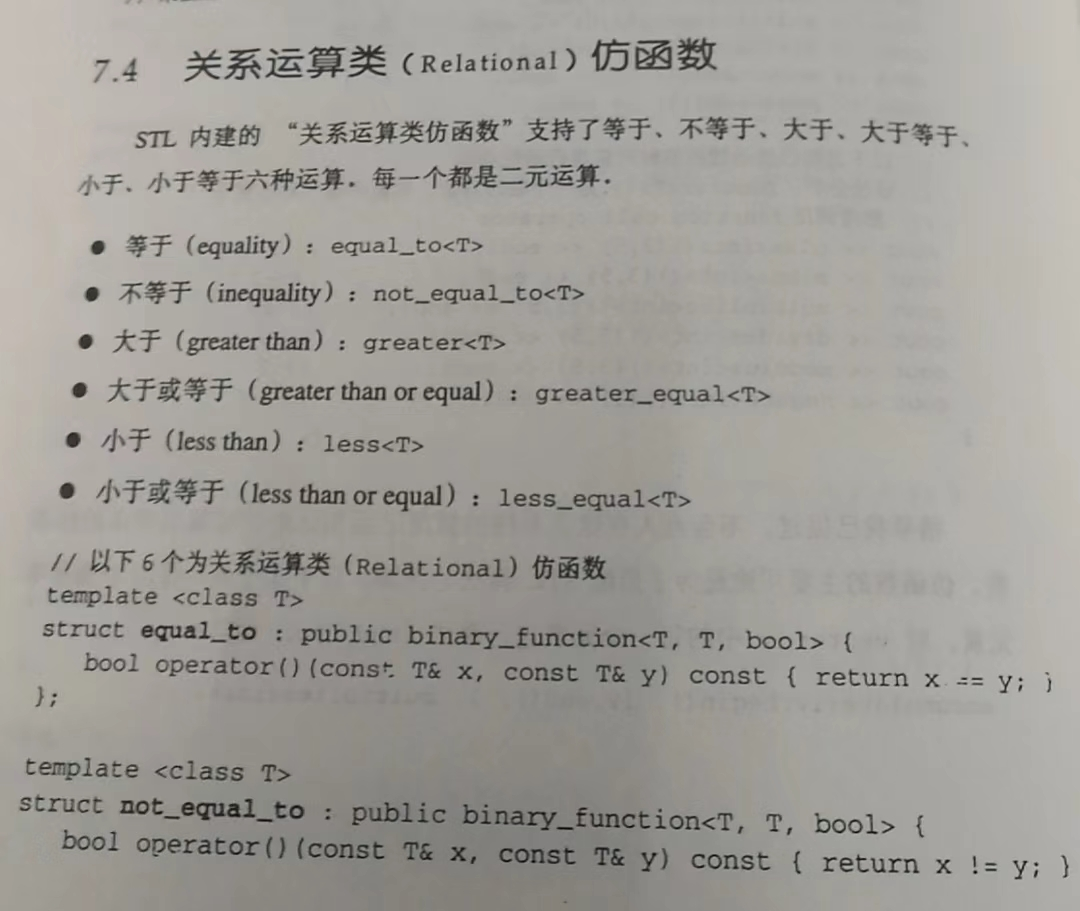 7.4 关系运算类（Relational）仿函数
STL 内建的 “关系运算类仿函数”支持了等于、不等于、大于、大于等于、
小于、小于等于六种运算．每一个都是二元运算．
● 等于（equality）：equal_to<T>
● 不等于（inequality）：not_equal_to<T>
● 大于（greater than）：greater<T>
● 大于或等于（greater than or equal）：greater_equal<T>
● 小于（less than）：less<T>
● 小于或等于（less than or equal）：less_equal<T>
// 以下 6 个为关系运算类（Relational）仿函数
template <class T>
struct equal_to : public binary_function<T, T, bool> {
bool operator()(const T& x, const T& y) const { return x == y; }
};
template <class T>
struct not_equal_to : public binary_function<T, T, bool> {
bool operator()(const T& x, const T& y) const { return x != y; }